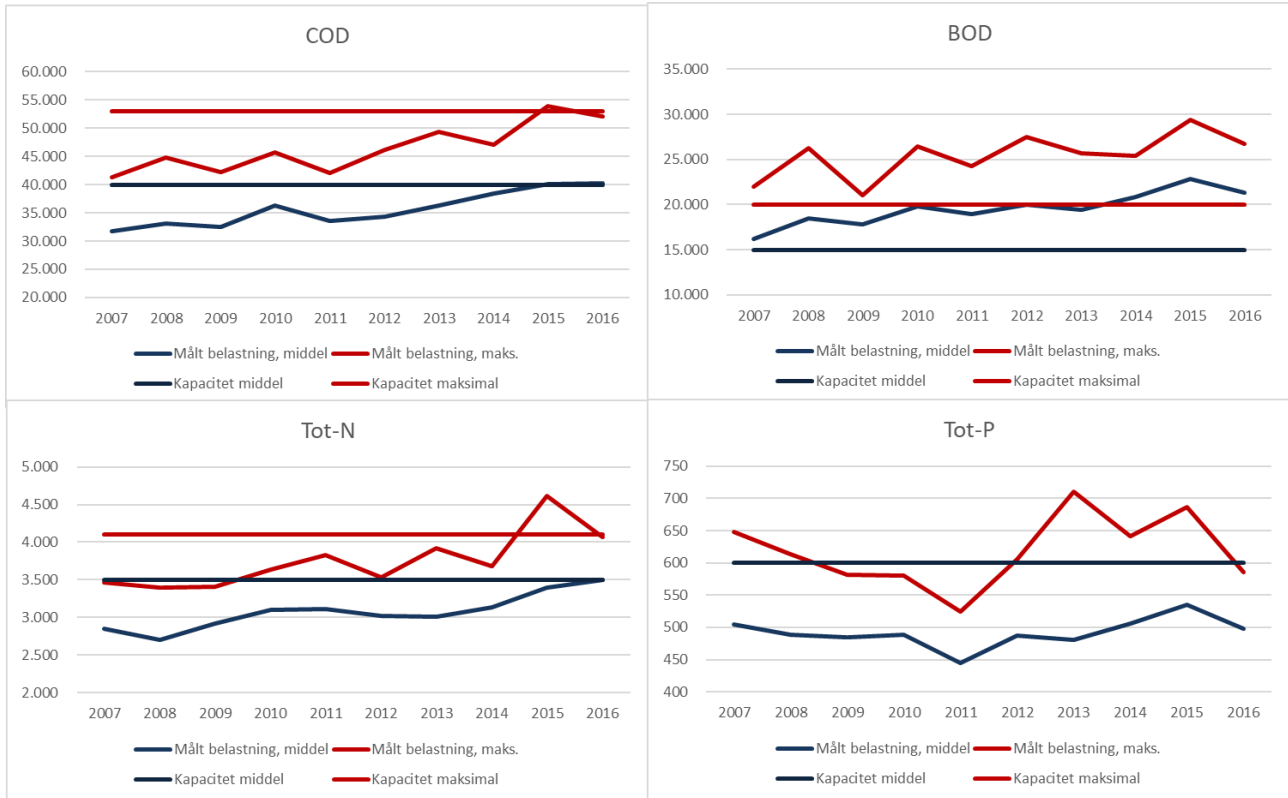 COD
60.000
55.000
50.000
45.000
40.000
35.000
30.000
25.000
20.000
2007 2008 2009 2010 2011 2012 2013 2014 2015 2016
Målt belastning, middel Målt belastning, maks.
Kapacitet middel Kapacitet maksimal
BOD
35.000
30.000
25.000
20.000
15.000
10.000
2007 2008 2009 2010 2011 2012 2013 2014 2015 2016
Målt belastning, middel Målt belastning, maks.
Kapacitet middel Kapacitet maksimal
Tot-N
5.000
4.500
4.000
3.500
3.000
2.500
2.000
2007 2008 2009 2010 2011 2012 2013 2014 2015 2016
Målt belastning, middel Målt belastning, maks.
Kapacitet middel Kapacitet maksimal
Tot-P
750
700
650
600
550
500
450
400
2007 2008 2009 2010 2011 2012 2013 2014 2015 2016
Målt belastning, middel Målt belastning, maks.
Kapacitet middel Kapacitet maksimal